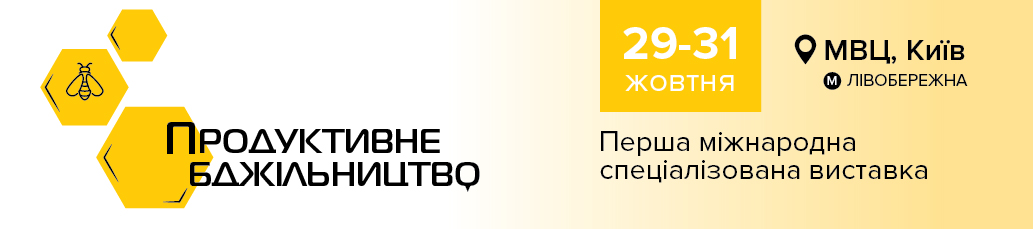 Продуктивне
бджільництво
29-31
жовтня
МВЦ, Київ
М ЛІВОБЕРЕЖНА
Перша міжнародна
спеціалізована виставка